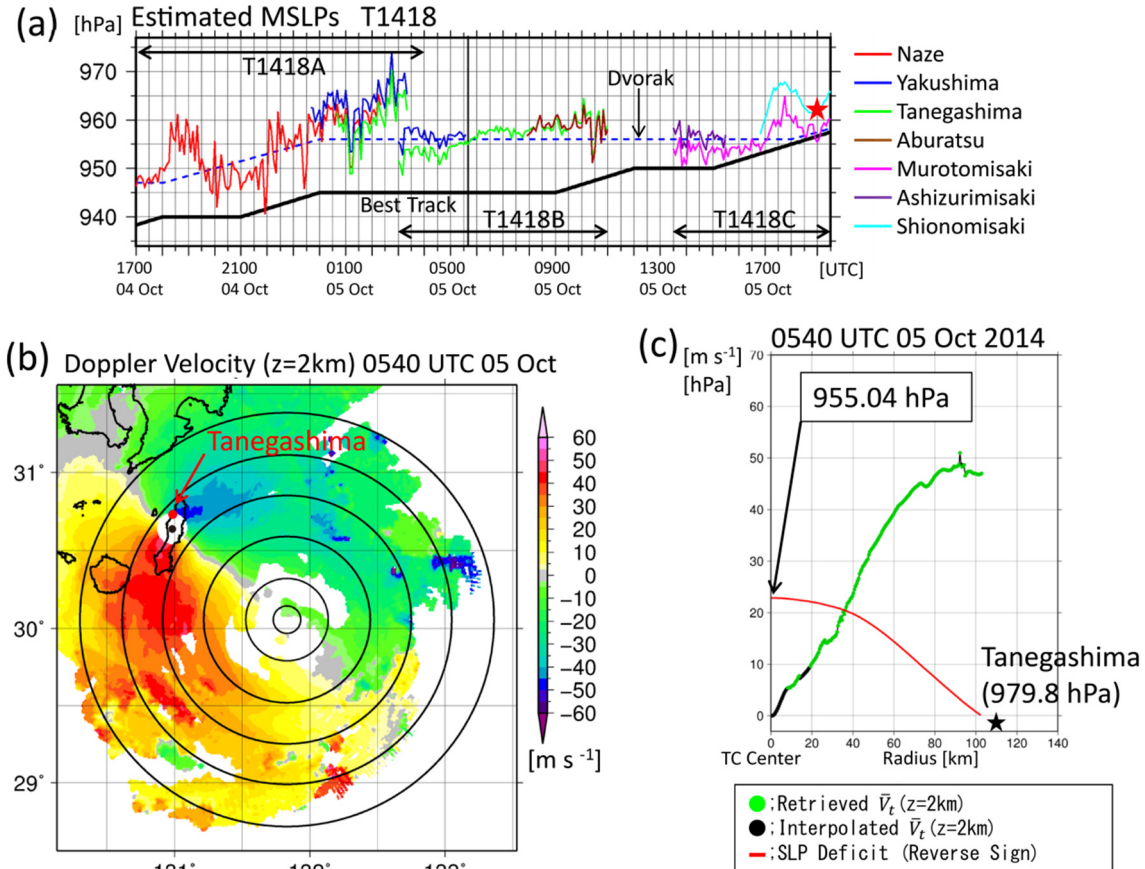 (a) [hPa] Estimated MSLPs T1418
970
960
950
940
T1418A
Dvorak
Best Track
T1418B
T1418C
1700 2100 0100 0500 0900 1300 1700 [UTC]
04 Oct 04 Oct 05 Oct 05 Oct 05 Oct 05 Oct 05 Oct
Naze
Yakushima
Tanegashima
Aburatsu
Murotomisaki
Ashizurimisaki
Shionomisaki
(b) Doppler Velocity (z=2km) 0540 UTC 05 Oct
Tanegashima
31°
30°
29°
60
50
40
30
20
10
0
−10
−20
−30
−40
−50
−60
[m s -1]
(c) [m s-1] 0540 UTC 05 Oct 2014
[hPa]
70
60
50
40
30
20
10
0
955.04 hPa
Tanegashima
(979.8 hPa)
0 20 40 60 80 100 120 140
TC Center Radius [km]
;Retrieved V̄t (z=2km)
;Interpolated V̄t (z=2km)
;SLP Deficit (Reverse Sign)